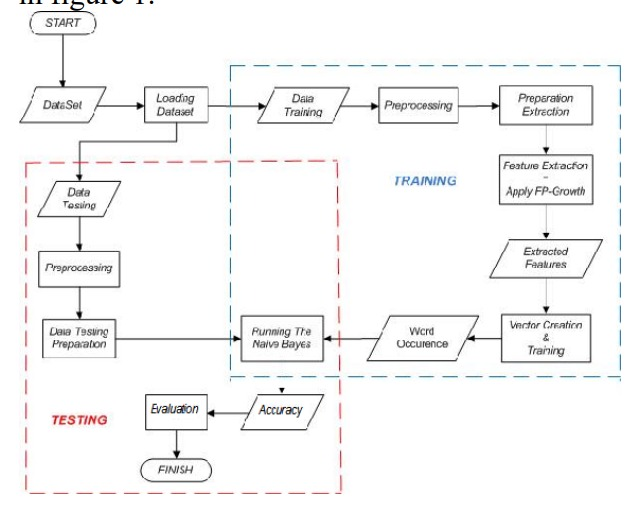 in figure 1.
START
DataSet
Loading
Dataset
Data
Training
Preprocessing
Preparation
Extraction
TRAINING
Feature Extraction
–
Apply FP-Growth
Data
Testing
Extracted
Features
Preprocessing
Data Testing
Preparation
Running The
Naive Bayes
Word
Occurence
Vector Creation
&
Training
TESTING
Evaluation
Accuracy
FINISH